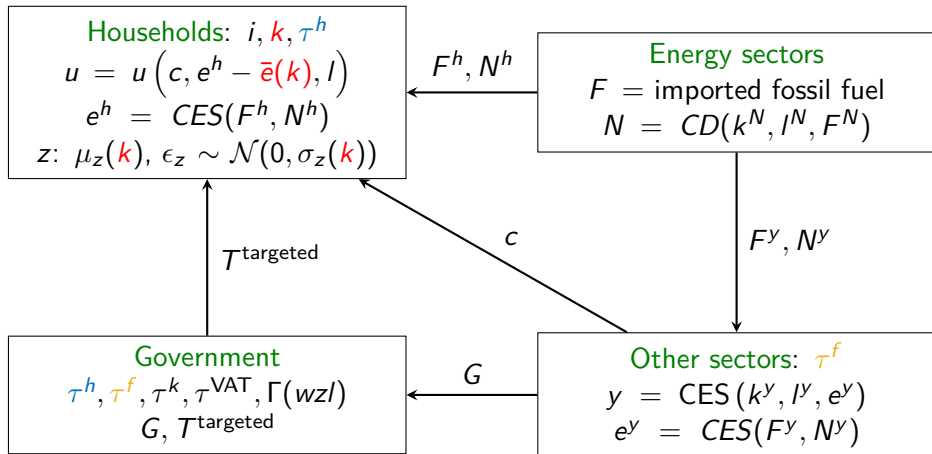 Households: i, k, τ^h
u = u(c, e^h − ē(k), l)
e^h = CES(F^h, N^h)
z: μ_z(k), ϵ_z ∼ 𝒩(0, σ_z(k))
F^h, N^h
Energy sectors
F = imported fossil fuel
N = CD(k^N, l^N, F^N)
T^targeted
c
F^y, N^y
Government
τ^h, τ^f, τ^k, τ^VAT, Γ(wzl)
G, T^targeted
G
Other sectors: τ^f
y = CES (k^y, l^y, e^y)
e^y = CES(F^y, N^y)